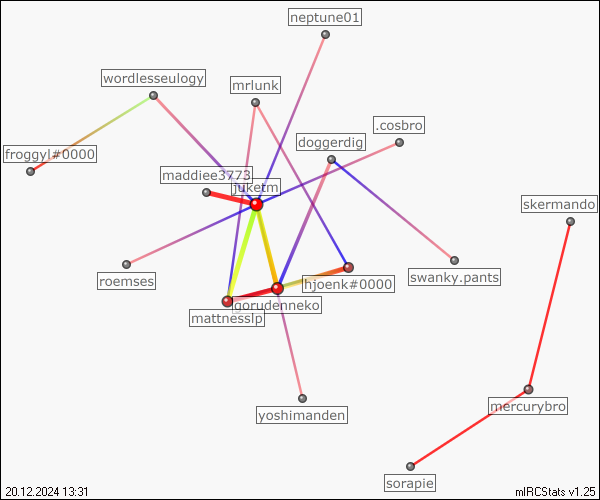 neptune01
wordlesseulogy
mrlunk
.cosbro
doggerdig
froggyl#0000
maddiee3773
juketm
skermando
roemses
swanky.pants
hjoenk#0000
gorudenneko
mattnesslp
mercurybro
yoshimanden
sorapie
20.12.2024 13:31
mIRCStats v1.25